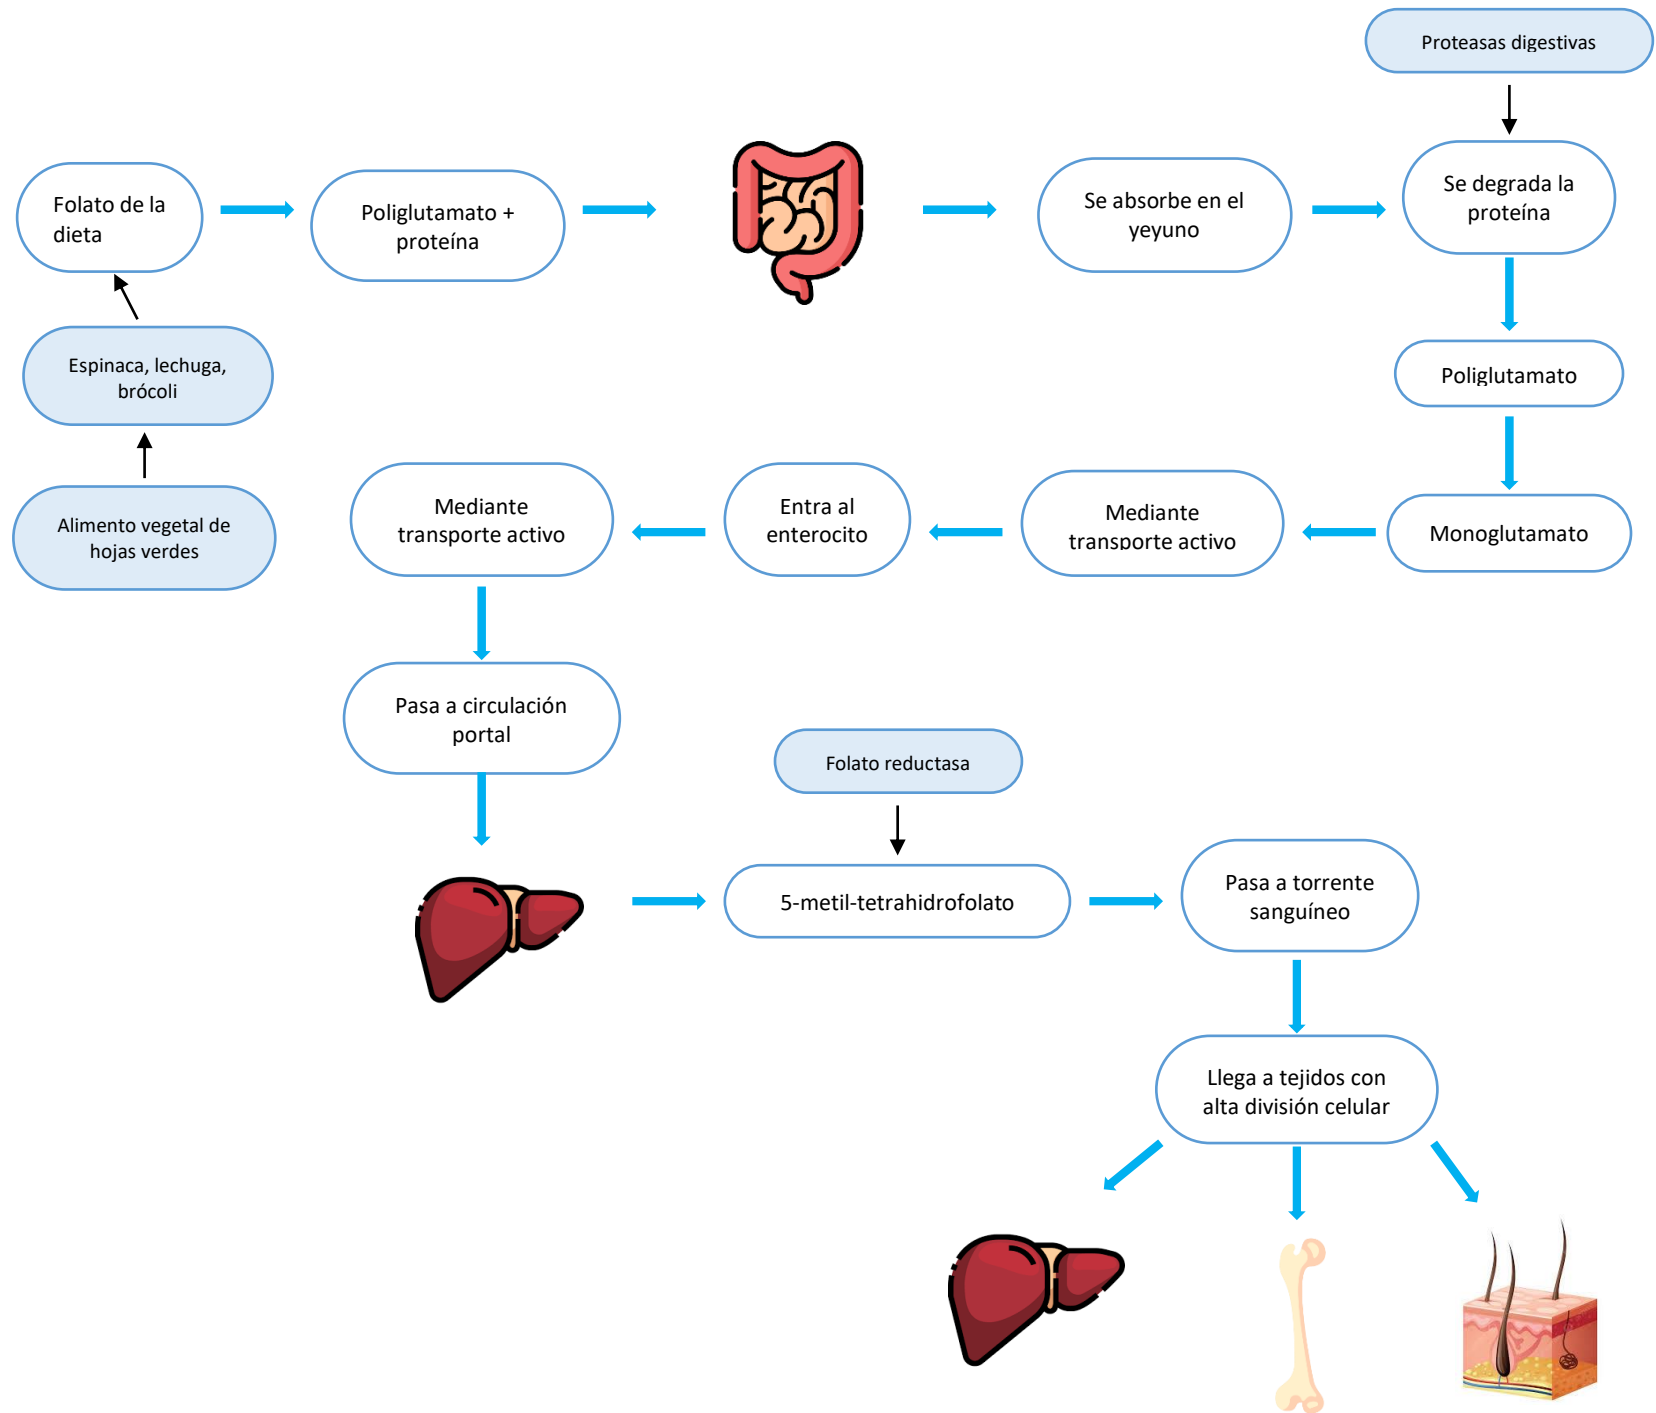 Proteasas digestivas
Folato de la
dieta
Poliglutamato +
proteína
Se absorbe en el
yeyuno
Se degrada la
proteína
Espinaca, lechuga,
brócoli
Poliglutamato
Alimento vegetal de
hojas verdes
Mediante
transporte activo
Entra al
enterocito
Mediante
transporte activo
Monoglutamato
Pasa a circulación
portal
Folato reductasa
5-metil-tetrahidrofolato
Pasa a torrente
sanguíneo
Llega a tejidos con
alta división celular